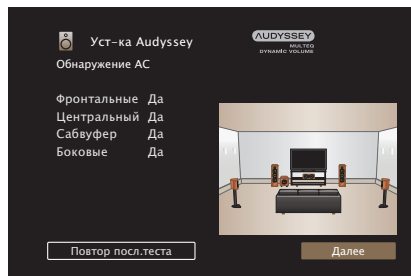 Уст-ка Audyssey
AUDYSSEY
MULTEQ
DYNAMIC VOLUME
Обнаружение АС
Фронтальные Да
Центральный Да
Сабвуфер Да
Боковые Да
Повтор посл.теста
Далее